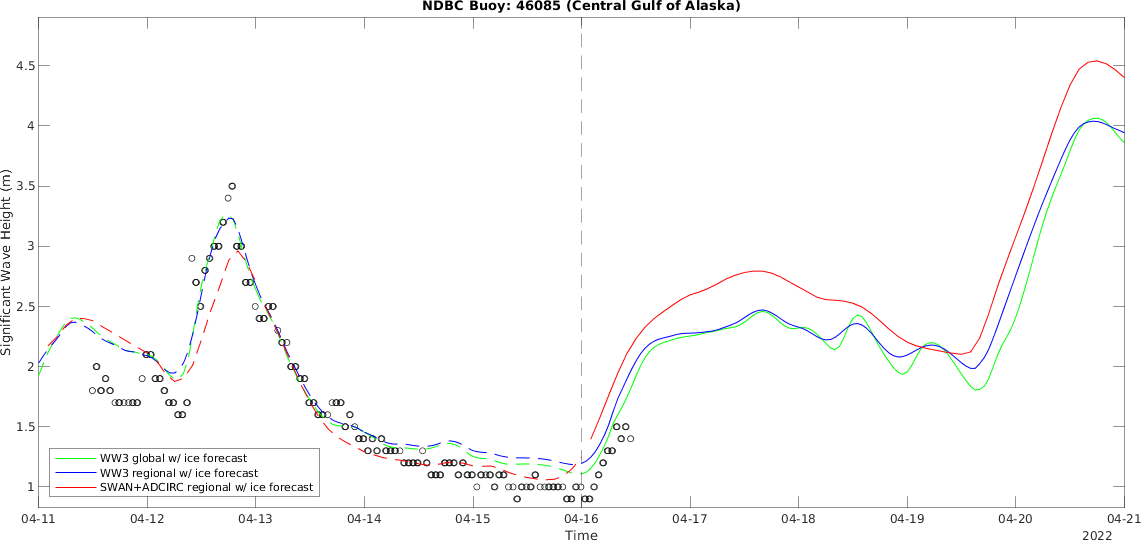 NDBC Buoy: 46085 (Central Gulf of Alaska)
Significant Wave Height (m)
4.5
4
3.5
3
2.5
2
1.5
1
WW3 global w/ ice forecast
WW3 regional w/ ice forecast
SWAN+ADCIRC regional w/ ice forecast
04-11 04-12 04-13 04-14 04-15 04-16 04-17 04-18 04-19 04-20 04-21
Time
2022